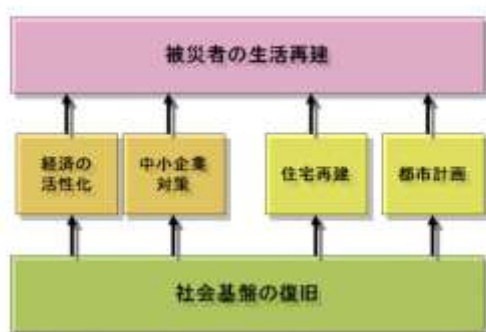 被災者の生活再建
経済の
活性化
中小企業
対策
住宅再建
都市計画
社会基盤の復旧